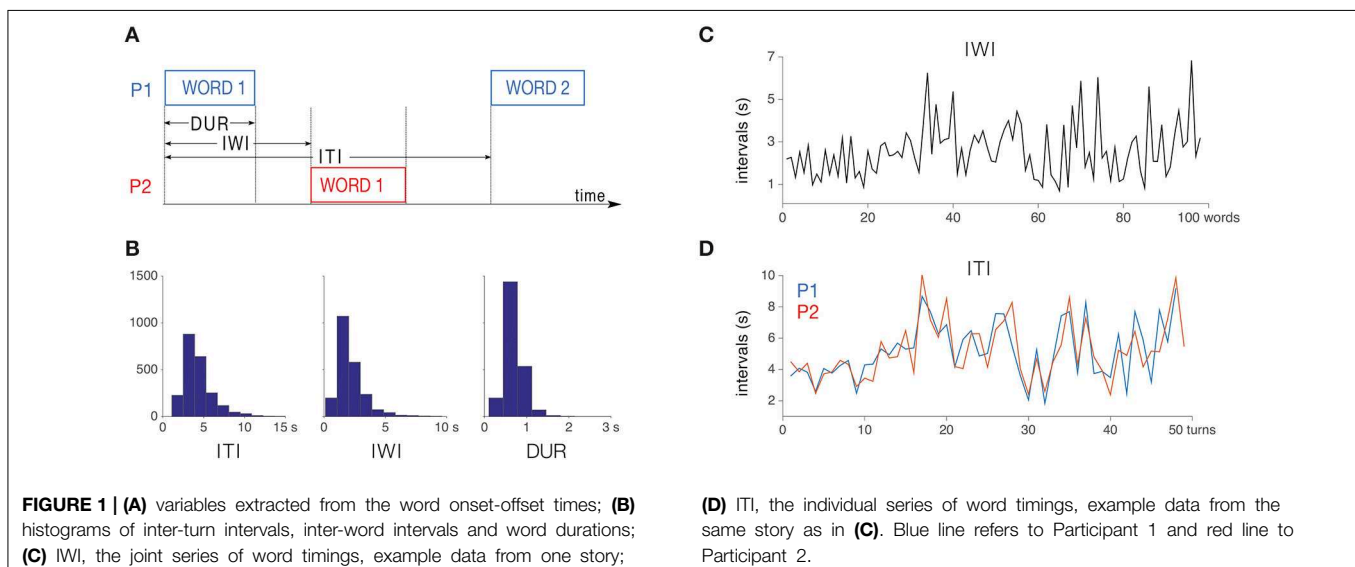 A
P1
WORD 1
WORD 2
DUR
IWI
ITI
P2
WORD 1
time
B
1500
1000
500
0
0 5 10 15 s
ITI
0 5 10 s
IWI
0 1 2 3 s
DUR
C
IWI
intervals (s)
7
5
3
1
0 20 40 60 80 100 words
D
ITI
P1
P2
intervals (s)
10
8
6
4
2
0 10 20 30 40 50 turns
FIGURE 1 | (A) variables extracted from the word onset-offset times; (B)
histograms of inter-turn intervals, inter-word intervals and word durations;
(C) IWI, the joint series of word timings, example data from one story;
(D) ITI, the individual series of word timings, example data from the
same story as in (C). Blue line refers to Participant 1 and red line to
Participant 2.